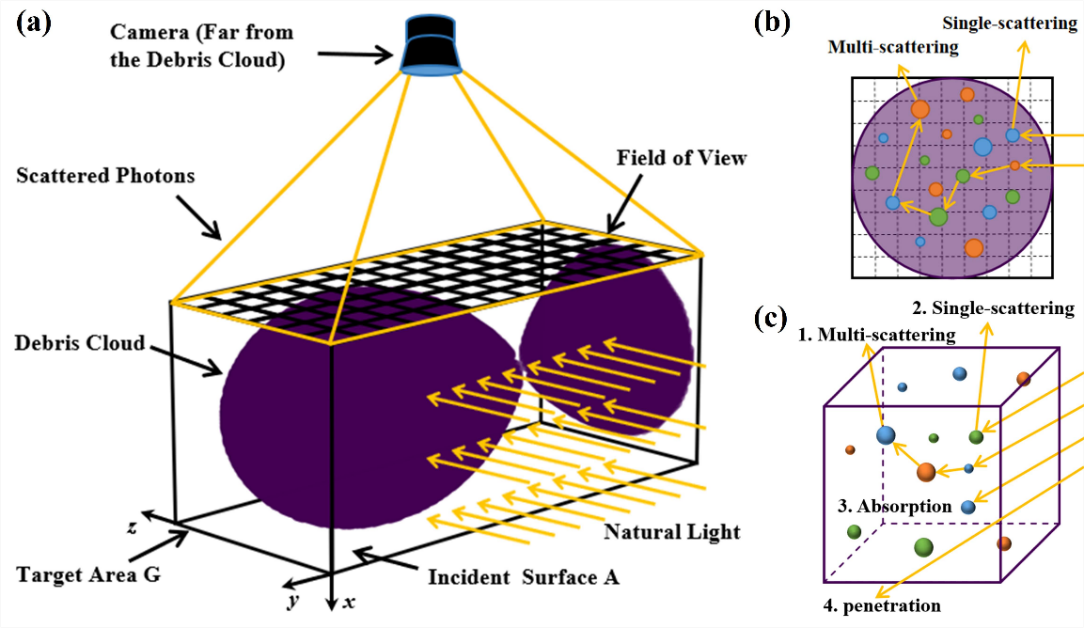 (a)
Camera (Far from
the Debris Cloud)
Scattered Photons
Field of View
Debris Cloud
Natural Light
z
Target Area G
y
x
Incident Surface A
(b)
Single-scattering
Multi-scattering
(c)
2. Single-scattering
1. Multi-scattering
3. Absorption
4. penetration